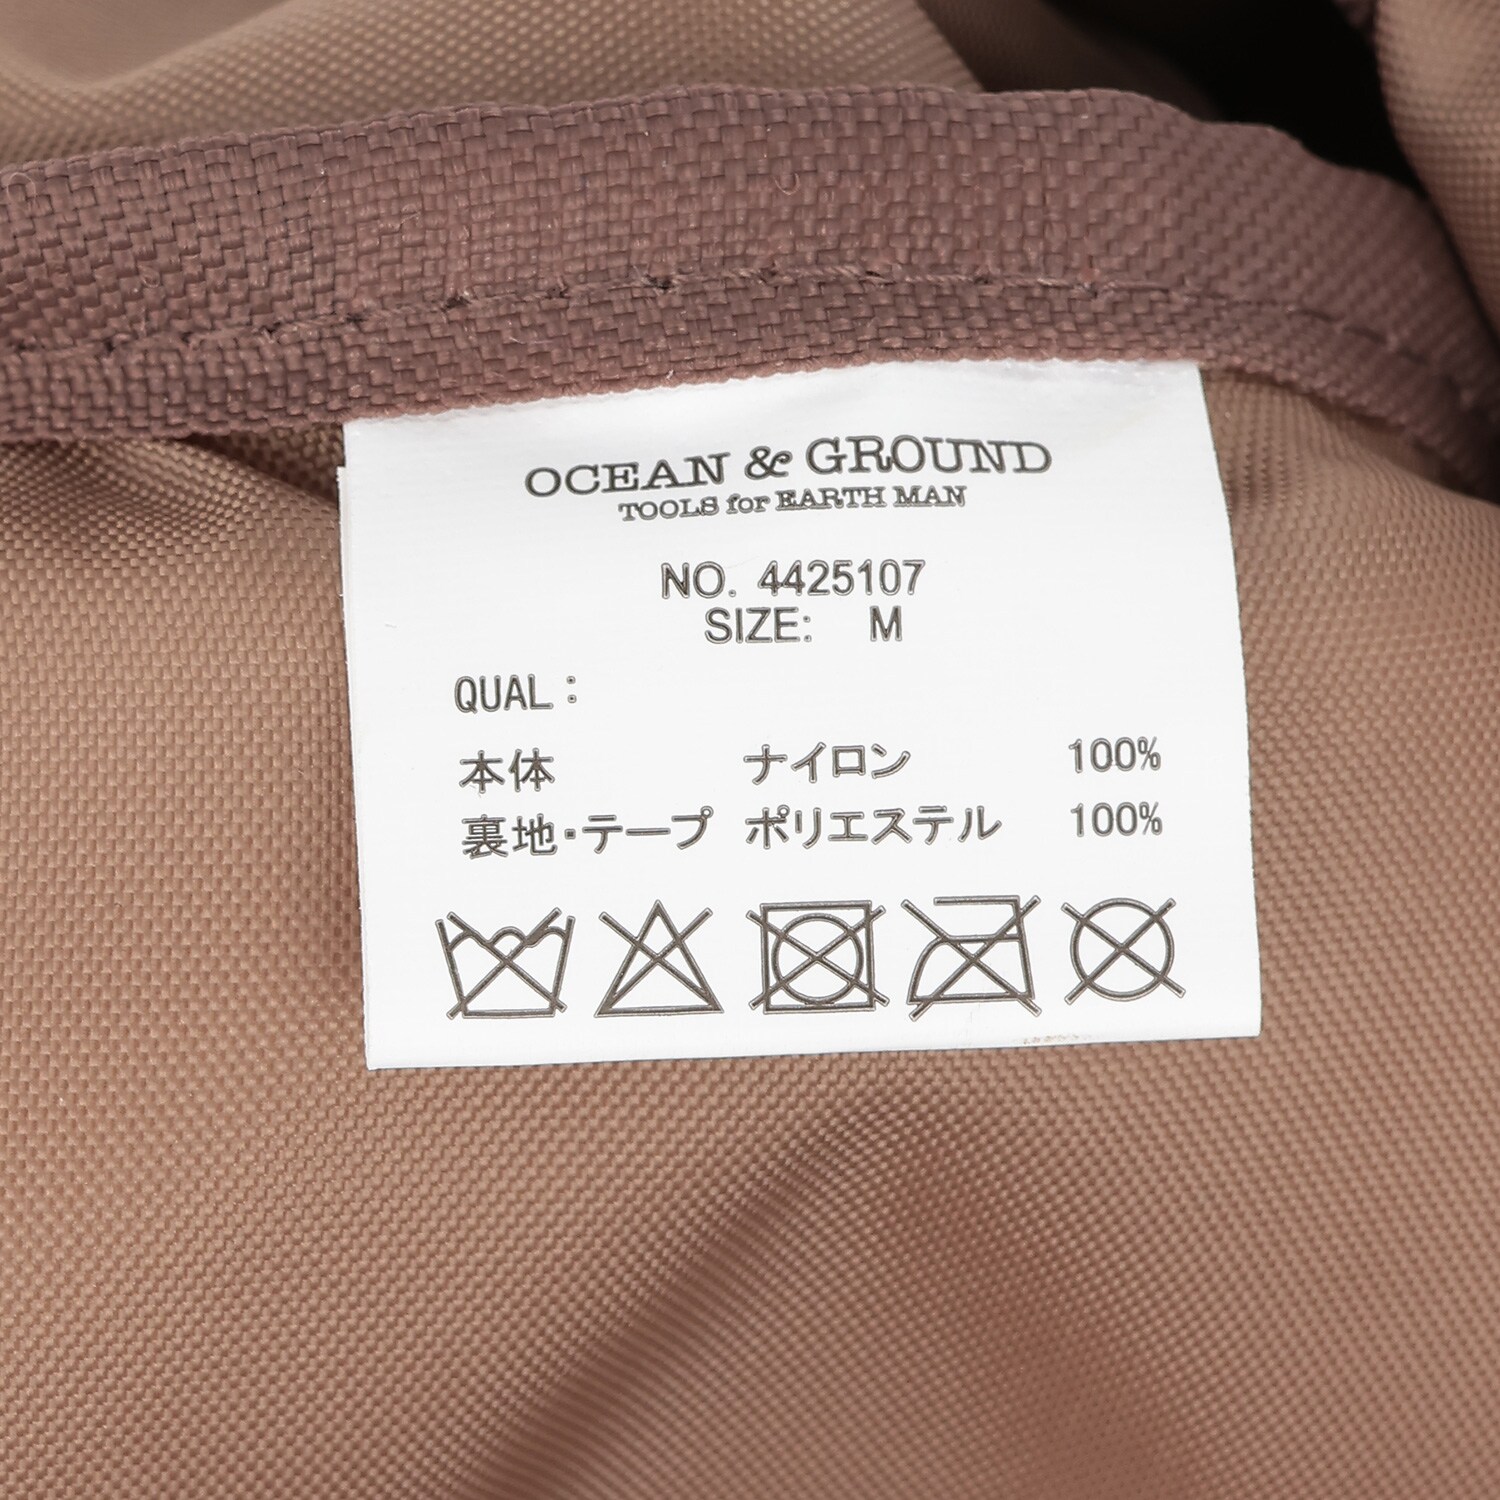 OCEAN & GROUND
TOOLS for EARTH MAN
NO. 4425107
SIZE: M
QUAL:
本体 ナイロン 100%
裏地・テープ ポリエステル 100%